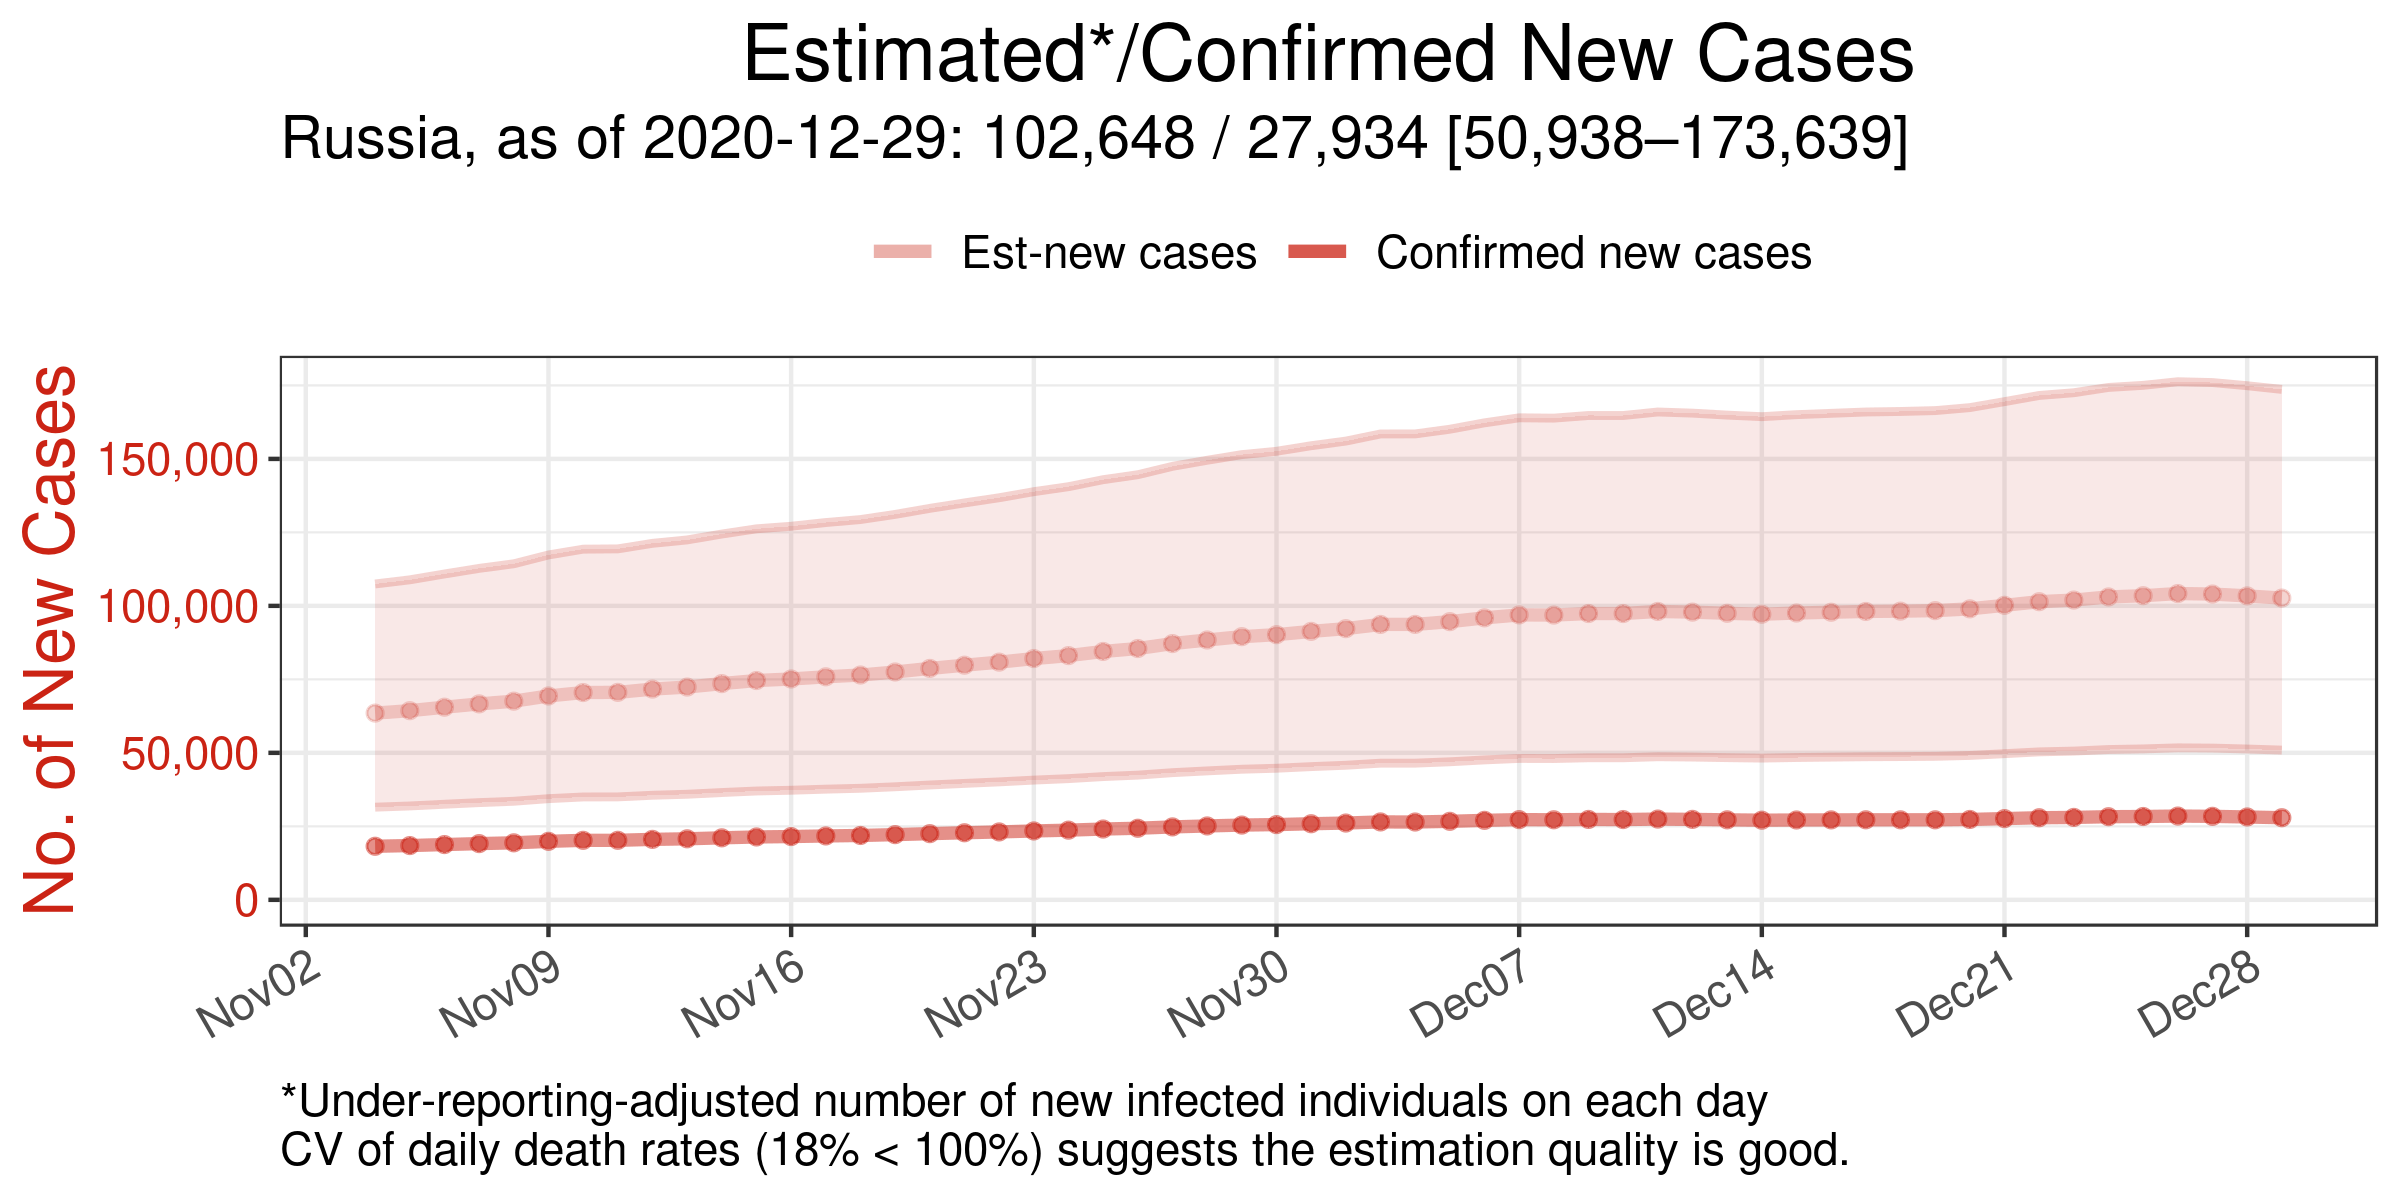 Estimated*/Confirmed New Cases
Russia, as of 2020-12-29: 102,648 / 27,934 [50,938–173,639]
Est-new cases
Confirmed new cases
No. of New Cases
150,000
100,000
50,000
0
Nov02
Nov09
Nov16
Nov23
Nov30
Dec07
Dec14
Dec21
Dec28
*Under-reporting-adjusted number of new infected individuals on each day
CV of daily death rates (18% < 100%) suggests the estimation quality is good.